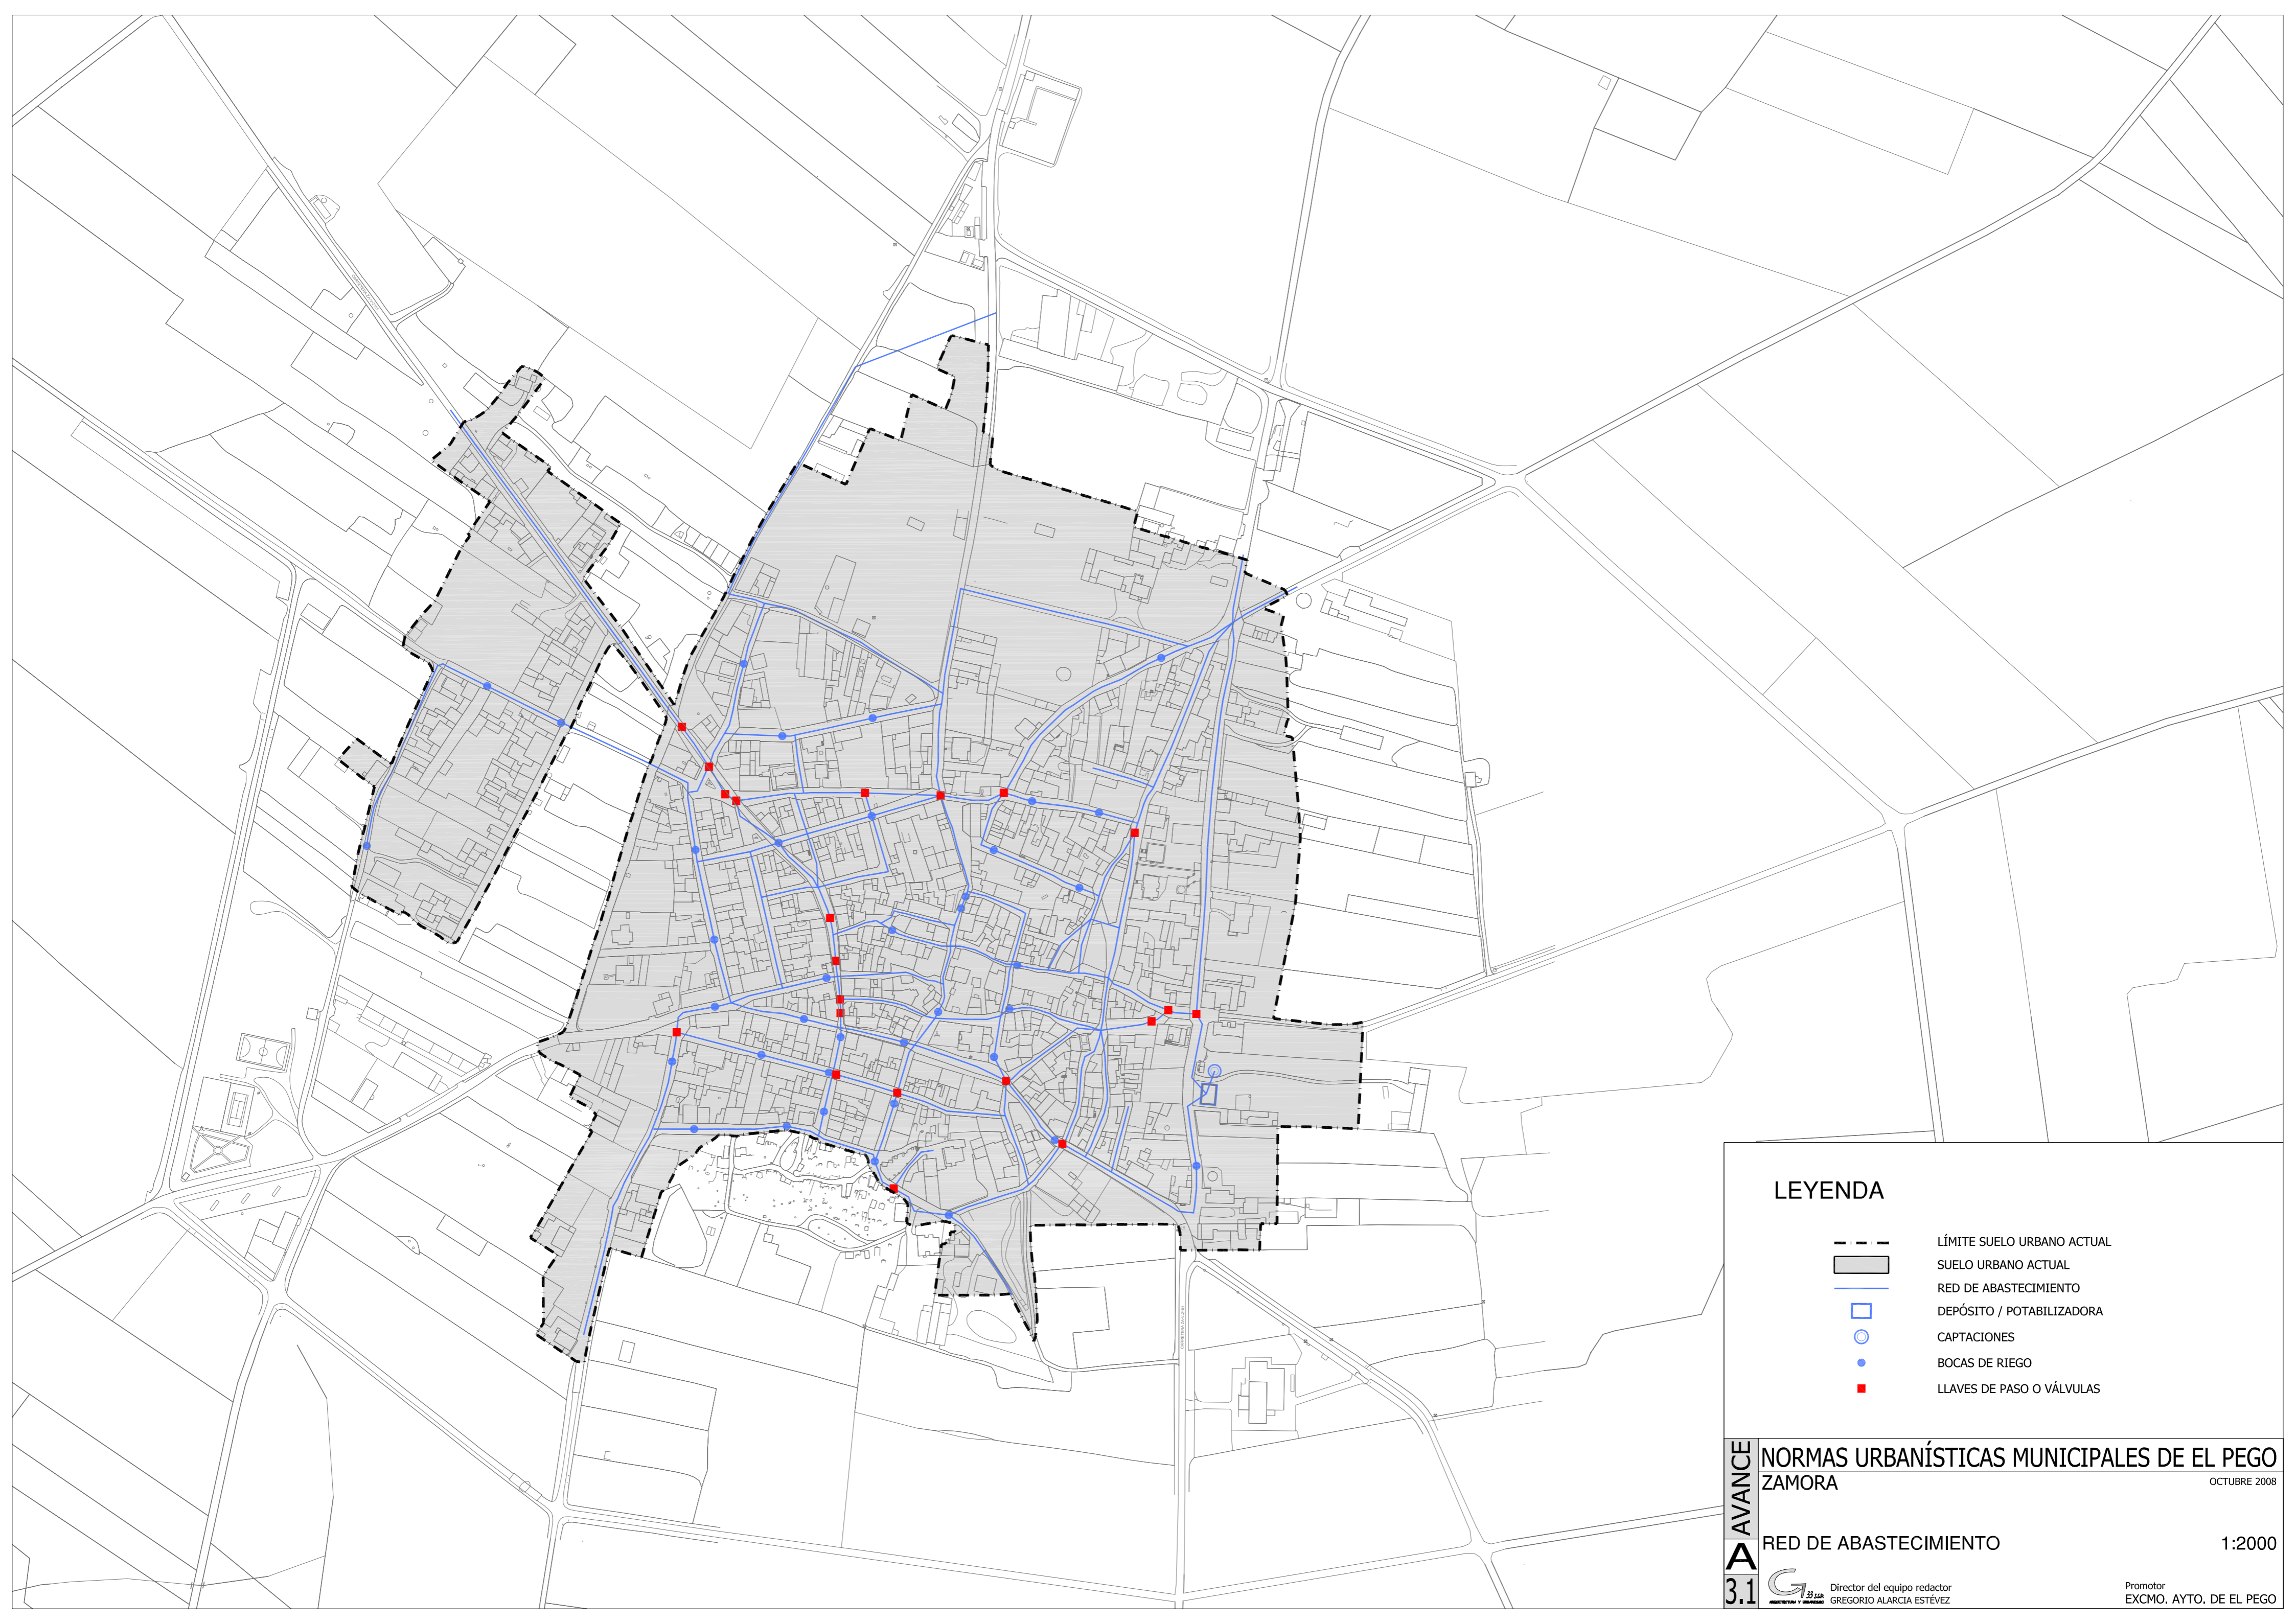 LEYENDA
LÍMITE SUELO URBANO ACTUAL
SUELO URBANO ACTUAL
RED DE ABASTECIMIENTO
DEPÓSITO / POTABILIZADORA
CAPTACIONES
BOCAS DE RIEGO
LLAVES DE PASO O VÁLVULAS
AVANCE
A
3.1
NORMAS URBANÍSTICAS MUNICIPALES DE EL PEGO
ZAMORA
OCTUBRE 2008
RED DE ABASTECIMIENTO
1:2000
Director del equipo redactor
GREGORIO ALARCIA ESTÉVEZ
Promotor
EXCMO. AYTO. DE EL PEGO